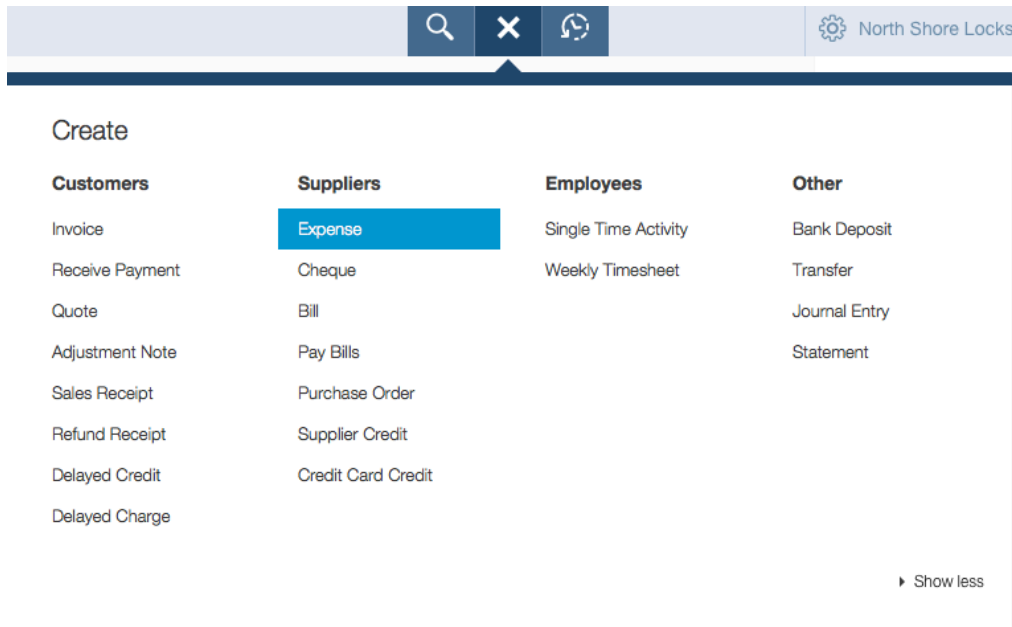 North Shore Locks
Create
Customers
Invoice
Receive Payment
Quote
Adjustment Note
Sales Receipt
Refund Receipt
Delayed Credit
Delayed Charge
Suppliers
Expense
Cheque
Bill
Pay Bills
Purchase Order
Supplier Credit
Credit Card Credit
Employees
Single Time Activity
Weekly Timesheet
Other
Bank Deposit
Transfer
Journal Entry
Statement
Show less